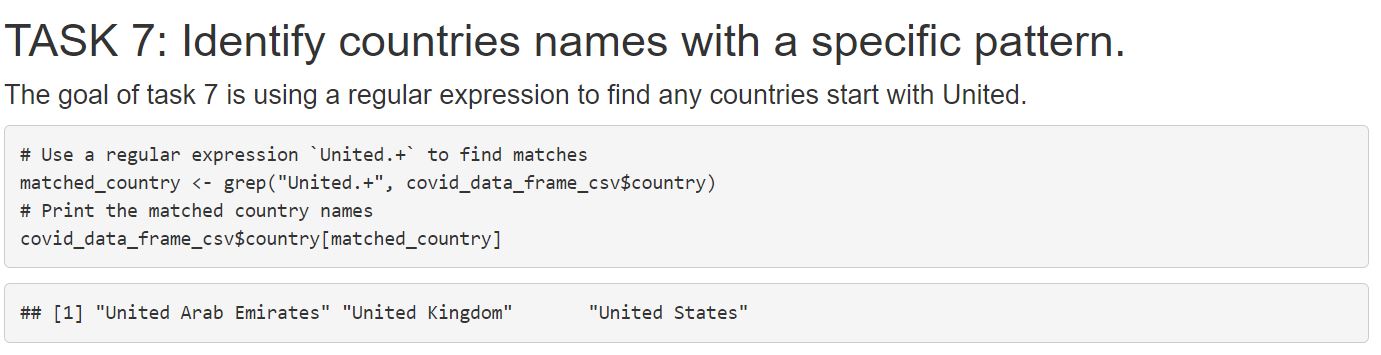 TASK 7: Identify countries names with a specific pattern.
The goal of task 7 is using a regular expression to find any countries start with United.
# Use a regular expression `United.+` to find matches
matched_country <- grep("United.+", covid_data_frame_csv$country)
# Print the matched country names
covid_data_frame_csv$country[matched_country]
## [1] "United Arab Emirates" "United Kingdom"       "United States"